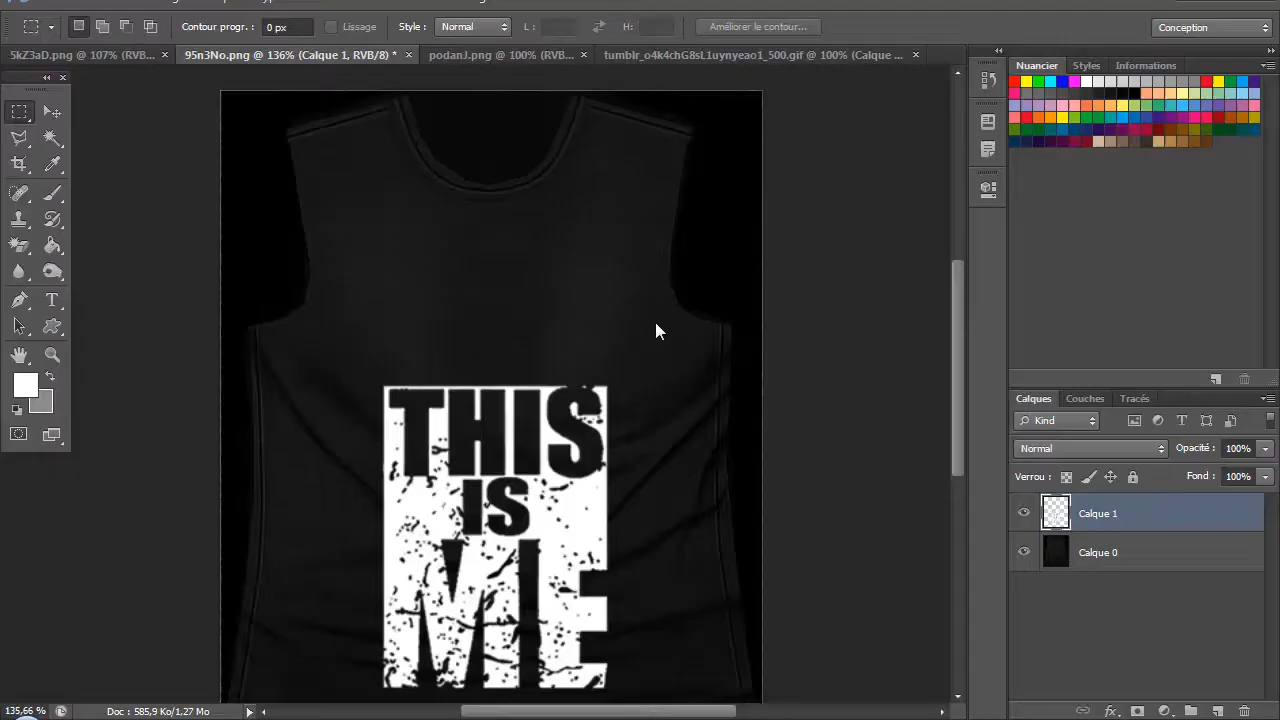 Contour progr. : 0 px Lissage Style : Normal L : H : Améliorer le contour... Conception
5kZ3aD.png @ 107% (RVB... × 95n3No.png @ 136% (Calque 1, RVB/8) * × podanJ.png @ 100% (RVB... × tumblr_o4k4chG8sL1uynyeao1_500.gif @ 100% (Calque ... ×
Nuancier Styles Informations
THIS
IS
ME
Calques Couches Tracés
Kind
Normal Opacité : 100%
Verrou : Fond : 100%
Calque 1
Calque 0
135,66 % Doc : 585,9 Ko/1,27 Mo